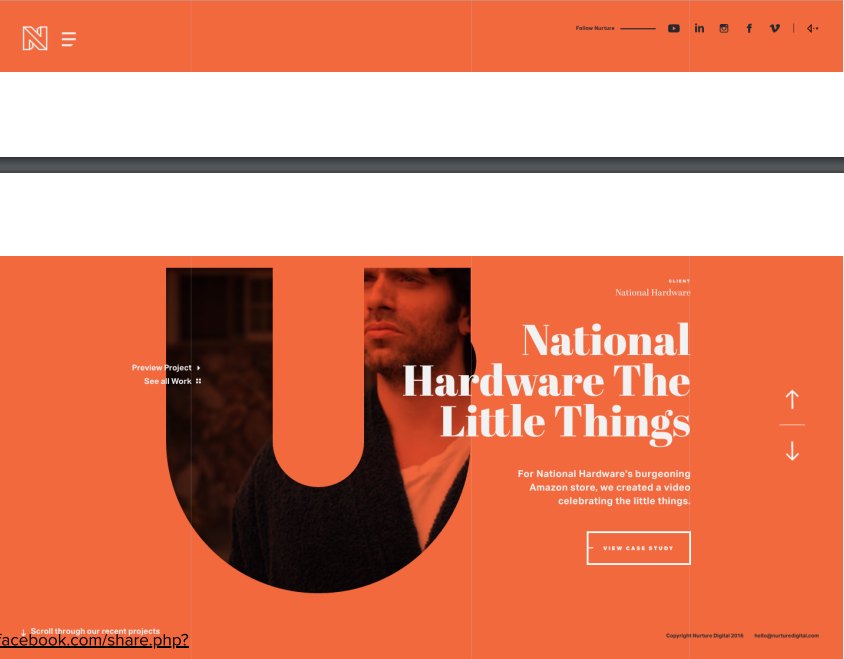 Follow Nurture
CLIENT
National Hardware
National
Hardware The
Little Things
Preview Project
See all Work
For National Hardware's burgeoning
Amazon store, we created a video
celebrating the little things.
VIEW CASE STUDY
Scroll through our recent projects
facebook.com/share.php?
Copyright Nurture Digital 2016 hello@nurturedigital.com